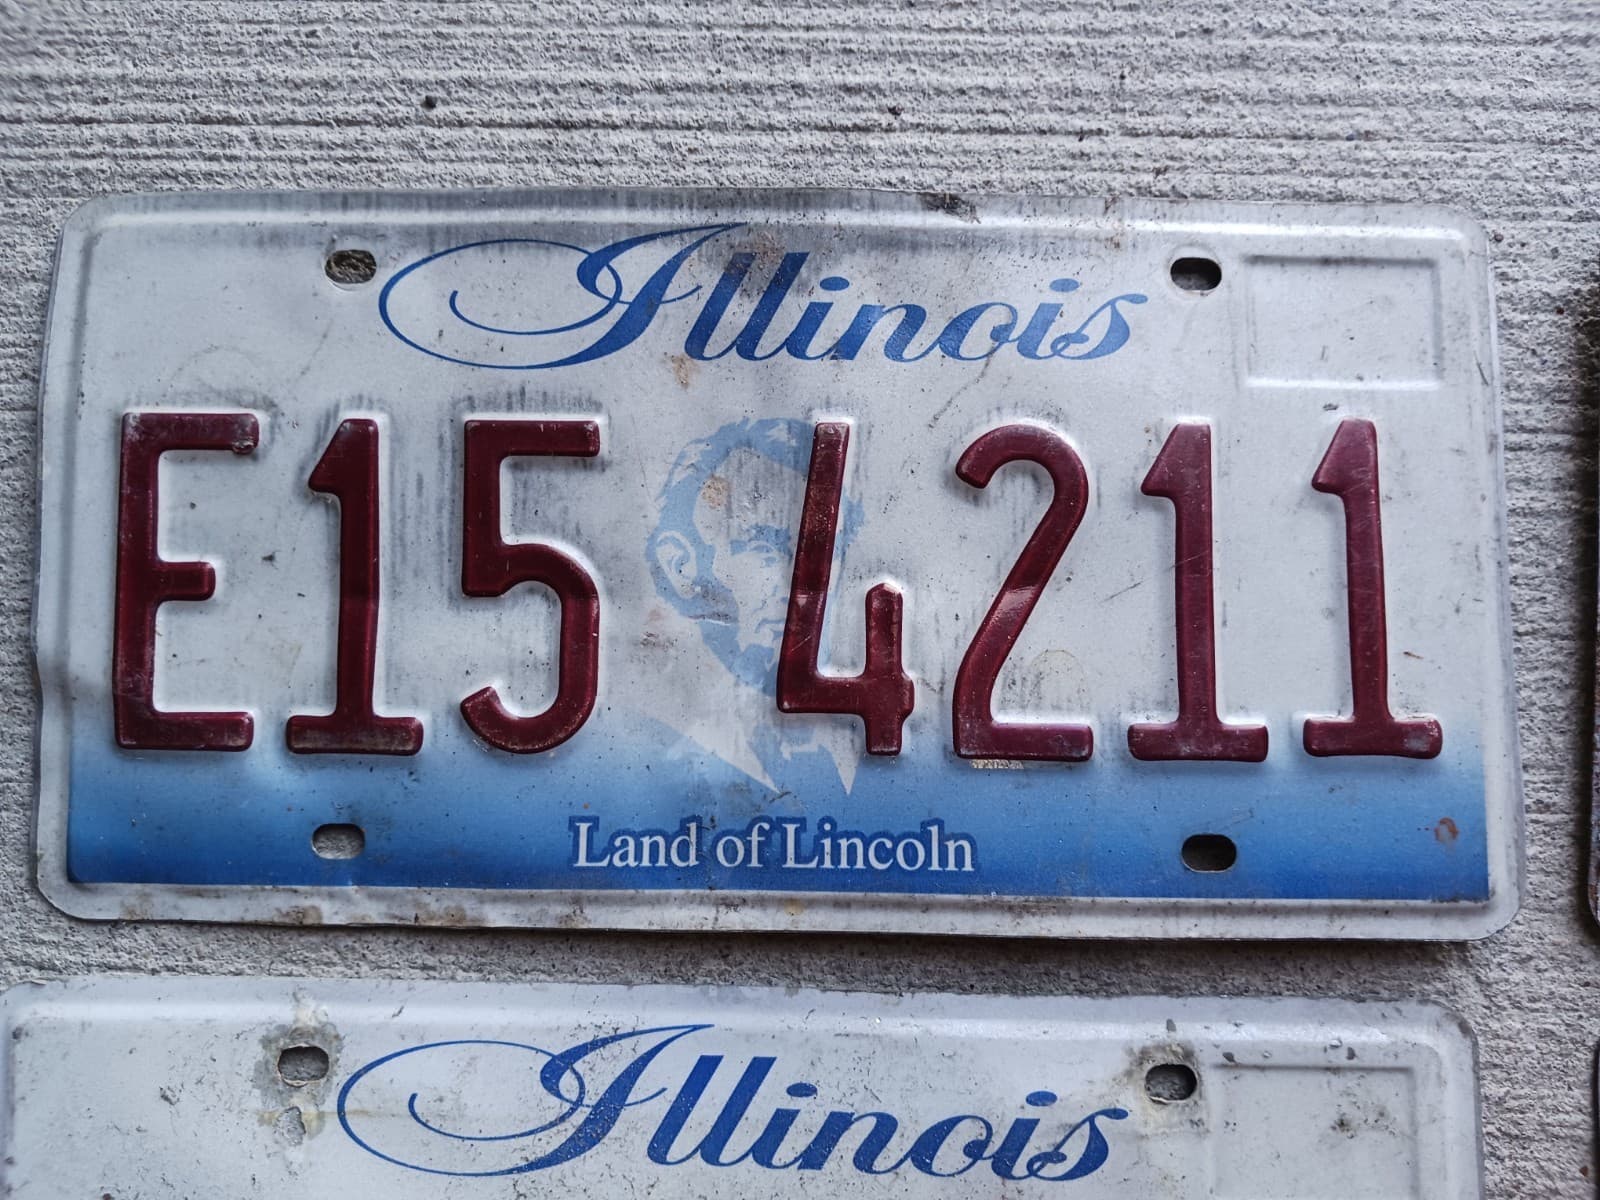 Illinois
E15 4211
Land of Lincoln
Illinois